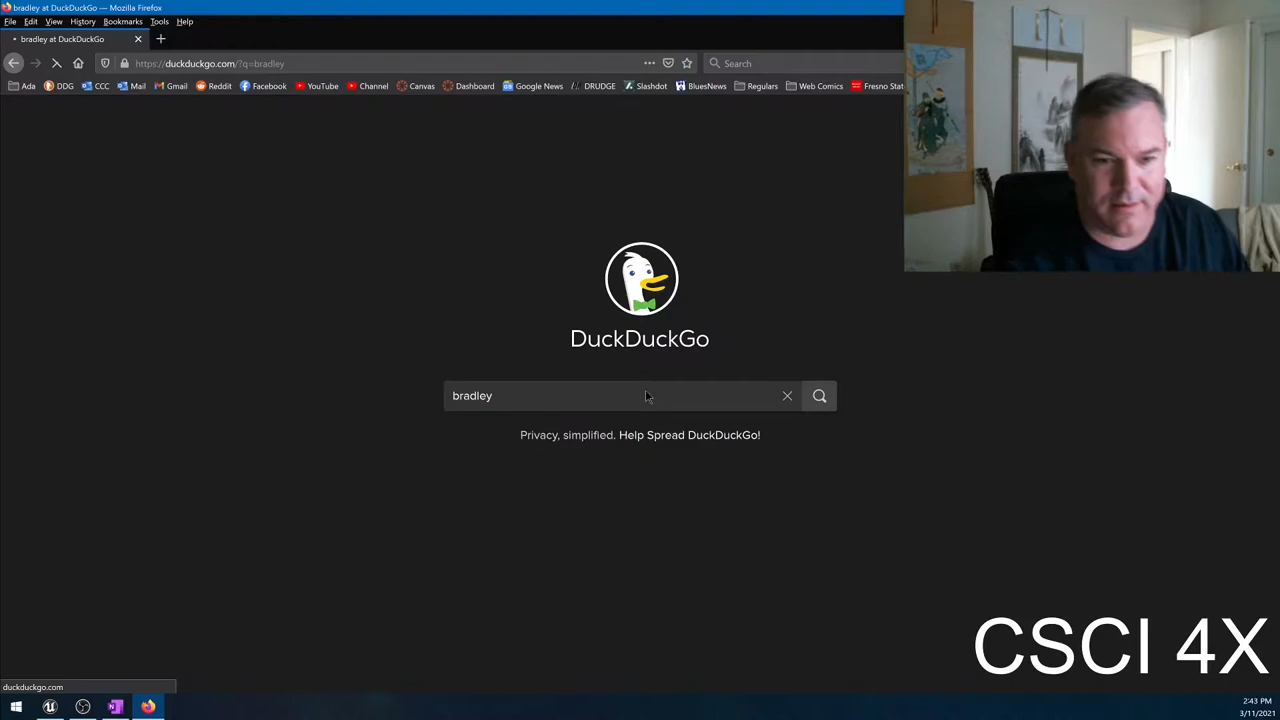 bradley at DuckDuckGo — Mozilla Firefox
File Edit View History Bookmarks Tools Help
bradley at DuckDuckGo
https://duckduckgo.com/?q=bradley
Search
Ada DDG CCC Mail Gmail Reddit Facebook YouTube Channel Canvas Dashboard Google News DRUDGE Slashdot BluesNews Regulars Web Comics Fresno Stat
DuckDuckGo
bradley
Privacy, simplified. Help Spread DuckDuckGo!
CSCI 4X
duckduckgo.com
2:43 PM
3/11/2021